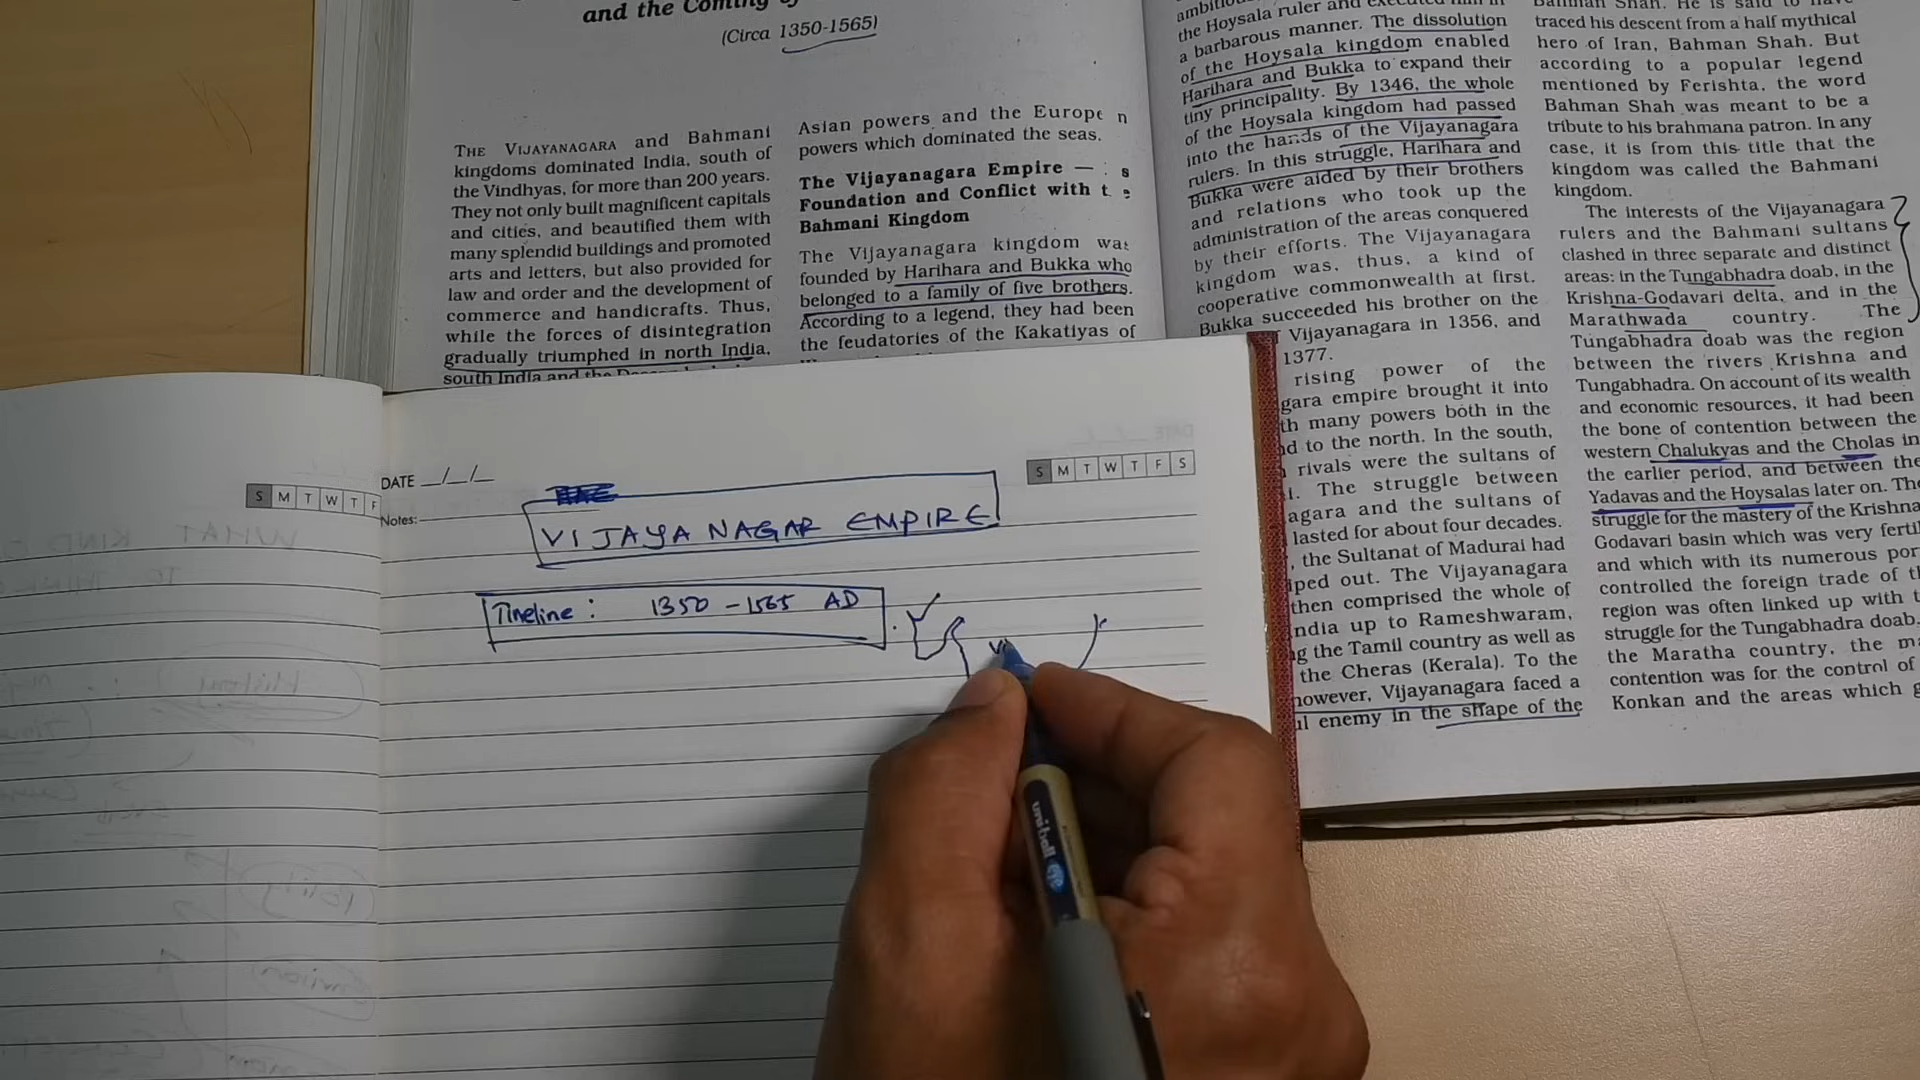 and the Coming
(Circa 1350-1565)
THE VIJAYANAGARA and Bahmani
kingdoms dominated India, south of
the Vindhyas, for more than 200 years.
They not only built magnificent capitals
and cities, and beautified them with
many splendid buildings and promoted
arts and letters, but also provided for
law and order and the development of
commerce and handicrafts. Thus,
while the forces of disintegration
gradually triumphed in north India,
south India and the
Asian powers and the Europe n
powers which dominated the seas.
The Vijayanagara Empire —
Foundation and Conflict with
Bahmani Kingdom
The Vijayanagara kingdom was
founded by Harihara and Bukka who
belonged to a family of five brothers.
According to a legend, they had been
the feudatories of the Kakatiyas of
the Hoysala ruler and executed him in
a barbarous manner. The dissolution
of the Hoysala kingdom enabled
Harihara and Bukka to expand their
tiny principality. By 1346, the whole
of the Hoysala kingdom had passed
into the hands of the Vijayanagara
rulers. In this struggle, Harihara and
Bukka were aided by their brothers
and relations who took up the
administration of the areas conquered
by their efforts. The Vijayanagara
kingdom was, thus, a kind of
cooperative commonwealth at first.
Bukka succeeded his brother on the
Vijayanagara in 1356, and
1377.
rising power of the
gara empire brought it into
th many powers both in the
nd to the north. In the south,
rivals were the sultans of
i. The struggle between
agara and the sultans of
lasted for about four decades.
, the Sultanat of Madurai had
iped out. The Vijayanagara
then comprised the whole of
ndia up to Rameshwaram,
g the Tamil country as well as
the Cheras (Kerala). To the
however, Vijayanagara faced a
ul enemy in the shape of the
Bahman Shah. He is said to have
traced his descent from a half mythical
hero of Iran, Bahman Shah. But
according to a popular legend
mentioned by Ferishta, the word
Bahman Shah was meant to be a
tribute to his brahmana patron. In any
case, it is from this title that the
kingdom was called the Bahmani
kingdom.
The interests of the Vijayanagara
rulers and the Bahmani sultans
clashed in three separate and distinct
areas: in the Tungabhadra doab, in the
Krishna-Godavari delta, and in the
Marathwada country. The
Tungabhadra doab was the region
between the rivers Krishna and
Tungabhadra. On account of its wealth
and economic resources, it had been
the bone of contention between the
western Chalukyas and the Cholas in
the earlier period, and between the
Yadavas and the Hoysalas later on. The
struggle for the mastery of the Krishna
Godavari basin which was very ferti
and which with its numerous por
controlled the foreign trade of t
region was often linked up with t
struggle for the Tungabhadra doab.
the Maratha country, the ma
contention was for the control of
Konkan and the areas which g
S M T W T F
DATE __/__/__
S M T W T F S
Notes:
VIJAYANAGAR EMPIRE
Timeline : 1350 - 1565 AD
uniball eye